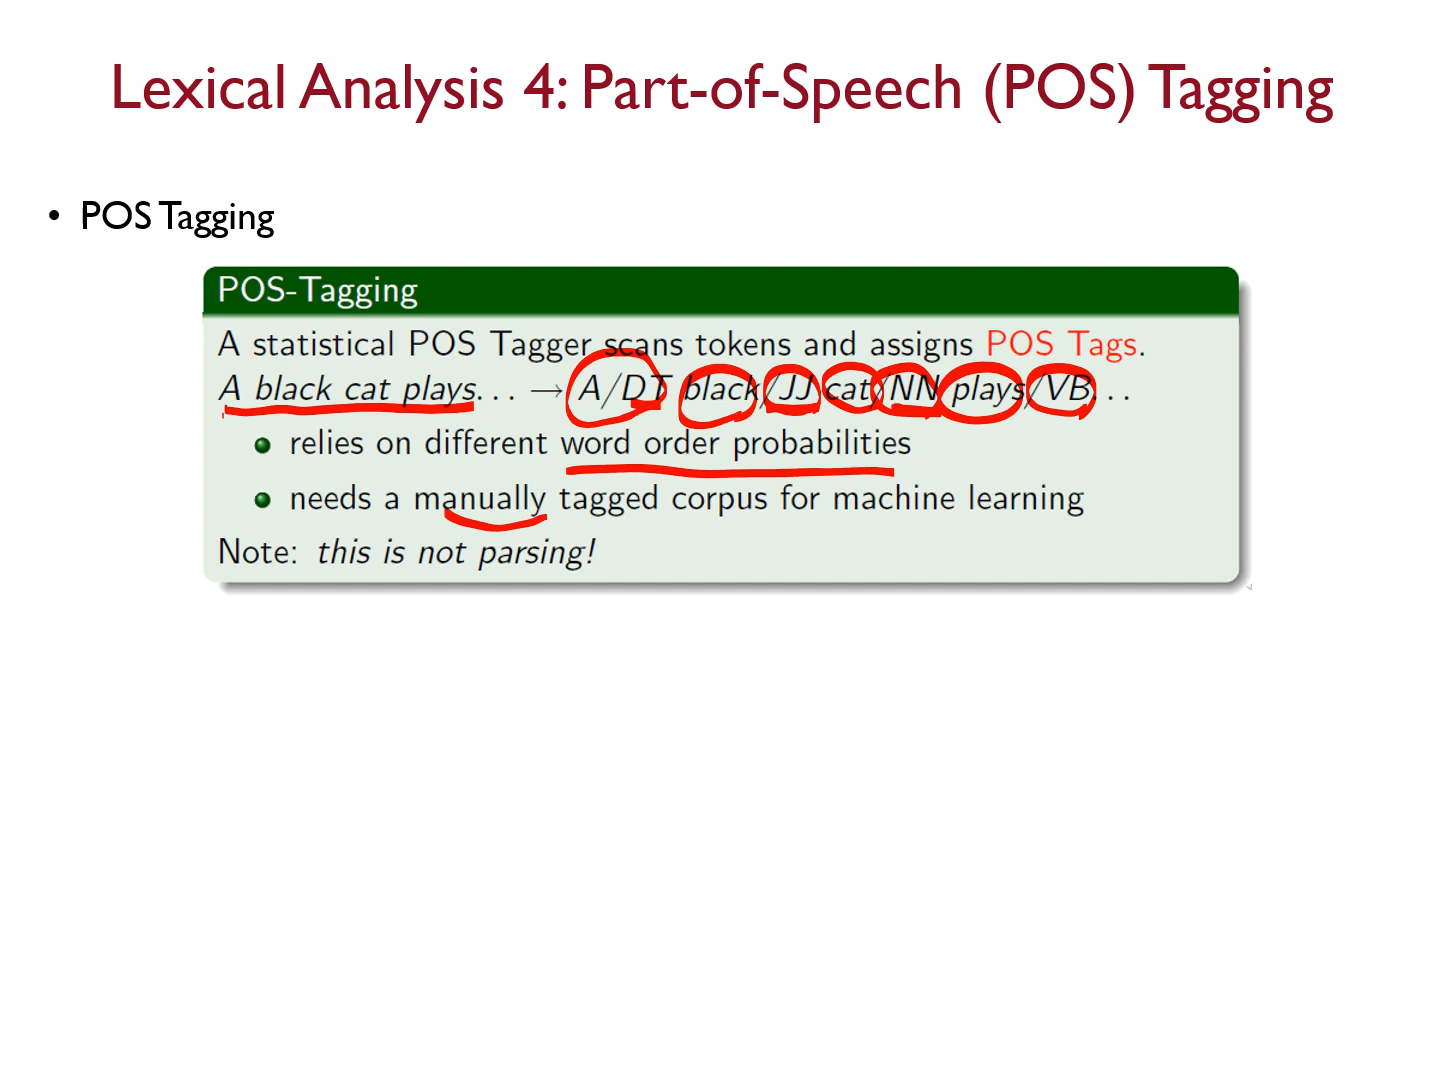 Lexical Analysis 4: Part-of-Speech (POS) Tagging
• POS Tagging
POS-Tagging
A statistical POS Tagger scans tokens and assigns POS Tags.
A black cat plays... → A/DT black/JJ cat/NN plays/VB...
relies on different word order probabilities
needs a manually tagged corpus for machine learning
Note: this is not parsing!